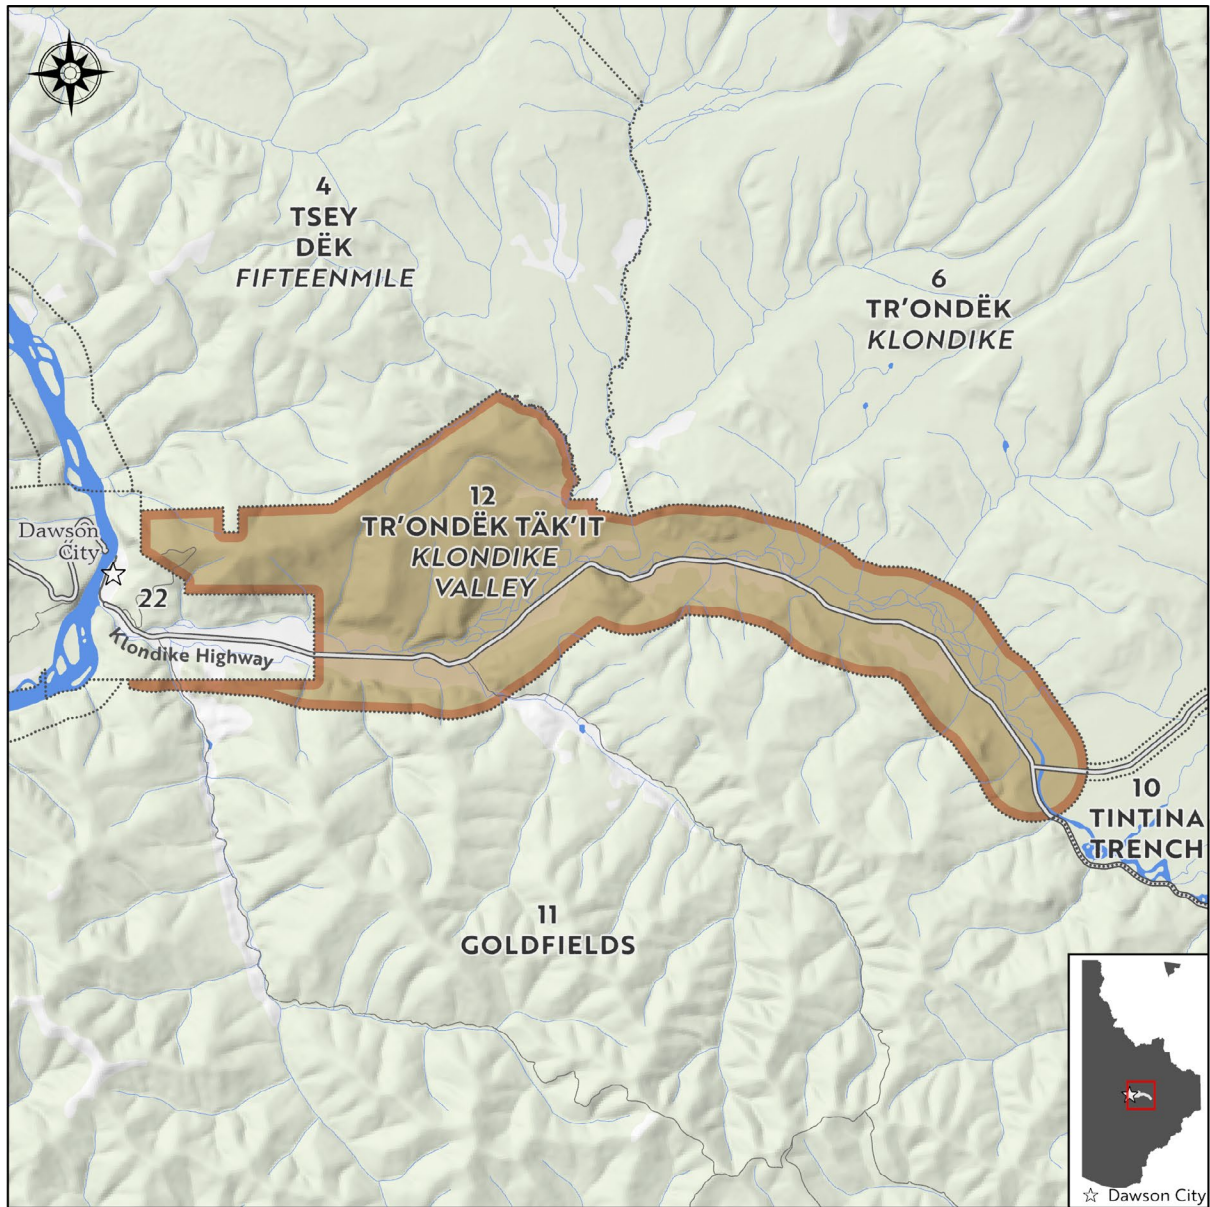 4
TSEY
DËK
FIFTEENMILE
6
TR'ONDËK
KLONDIKE
12
TR'ONDËK TÄK'IT
KLONDIKE
VALLEY
Dawson
City
22
Klondike Highway
10
TINTINA
TRENCH
11
GOLDFIELDS
Dawson City